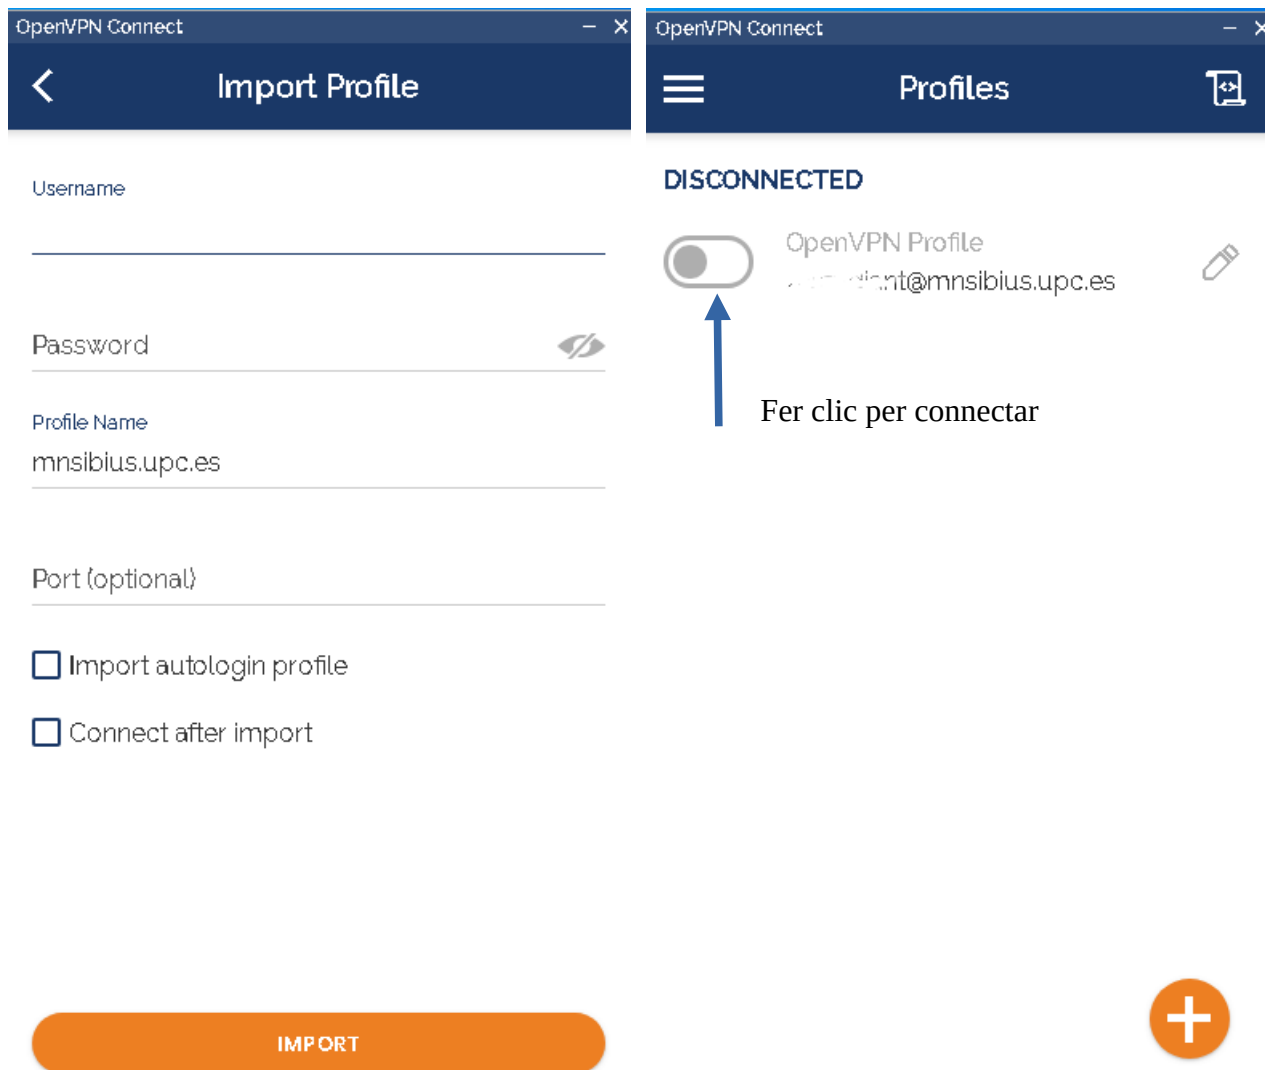 OpenVPN Connect
Import Profile
Username
Password
Profile Name
mnsibius.upc.es
Port (optional)
Import autologin profile
Connect after import
IMPORT
OpenVPN Connect
Profiles
DISCONNECTED
OpenVPN Profile
@mnsibius.upc.es
Fer clic per connectar